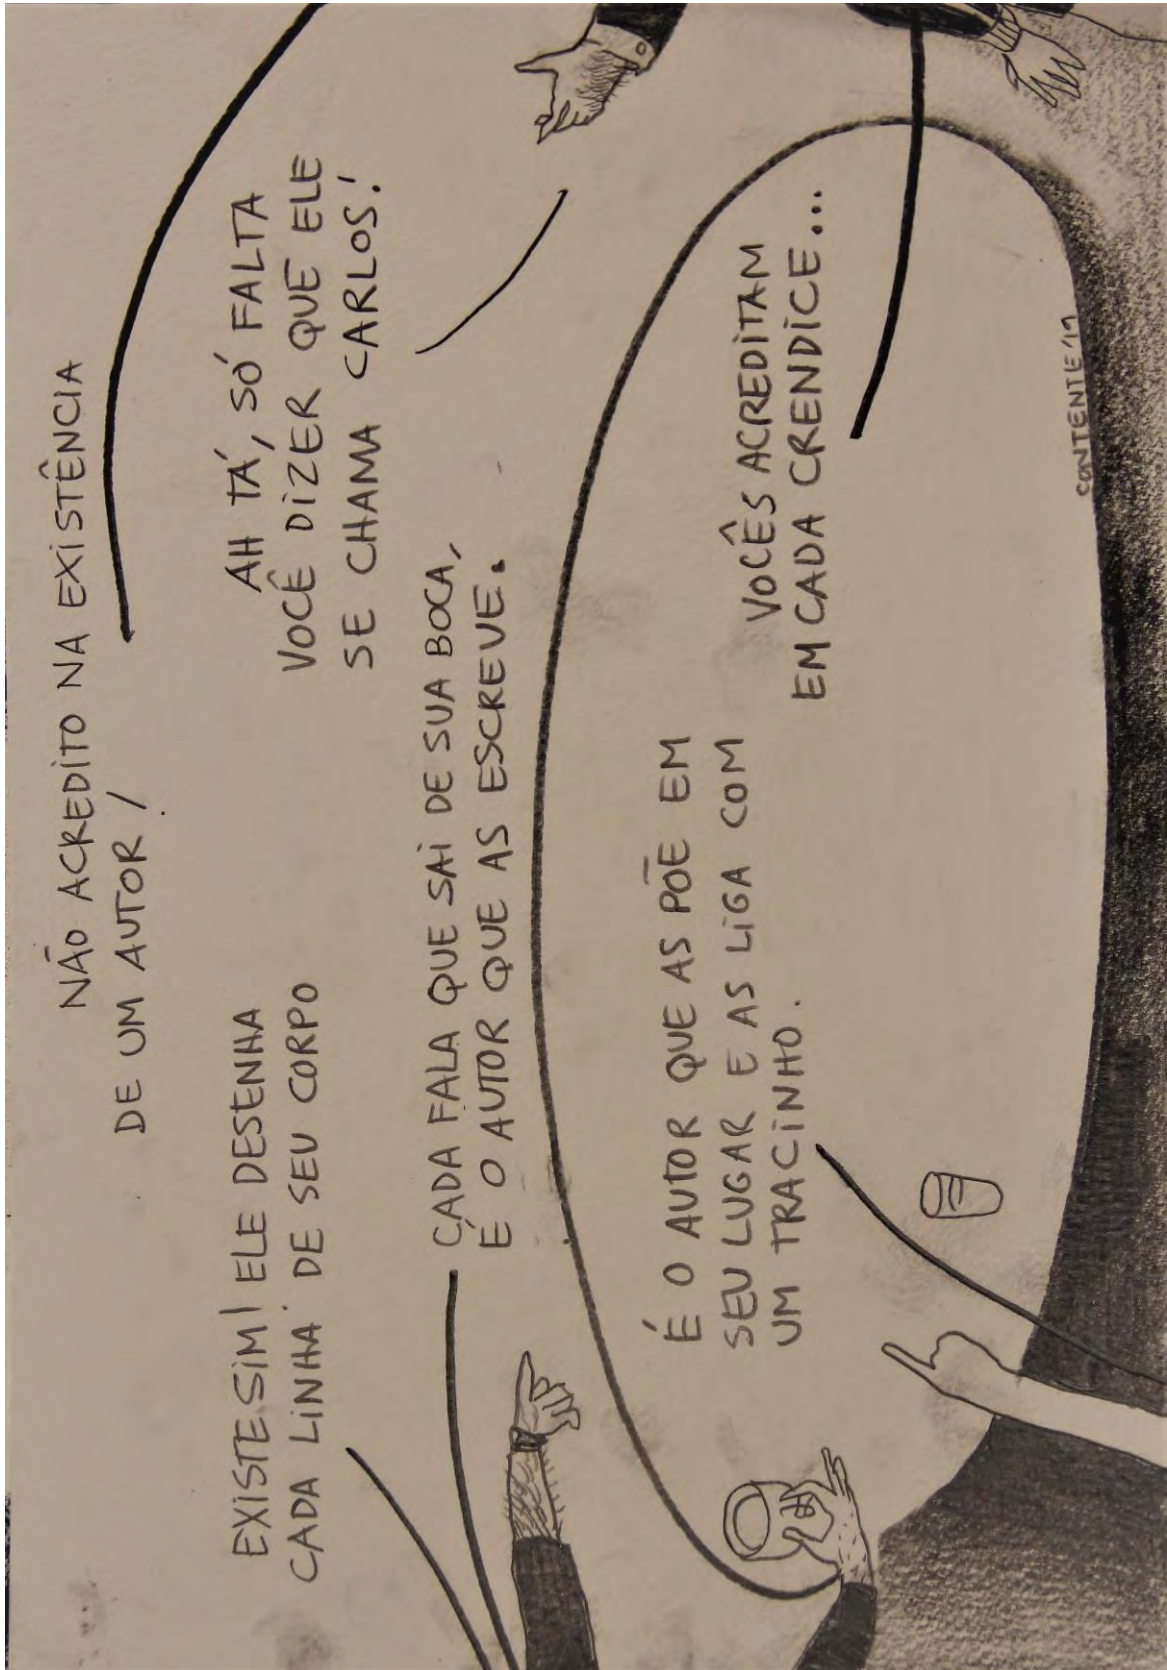 NÃO ACREDITO NA EXISTÊNCIA
DE UM AUTOR!
EXISTE SIM! ELE DESENHA
CADA LINHA DE SEU CORPO
AH TÁ, SÓ FALTA
VOCÊ DIZER QUE ELE
SE CHAMA CARLOS!
CADA FALA QUE SAI DE SUA BOCA,
É O AUTOR QUE AS ESCREVE.
É O AUTOR QUE AS PÕE EM
SEU LUGAR E AS LIGA COM
UM TRACINHO.
VOCÊS ACREDITAM
EM CADA CRENDICE...
CONTENTE'17